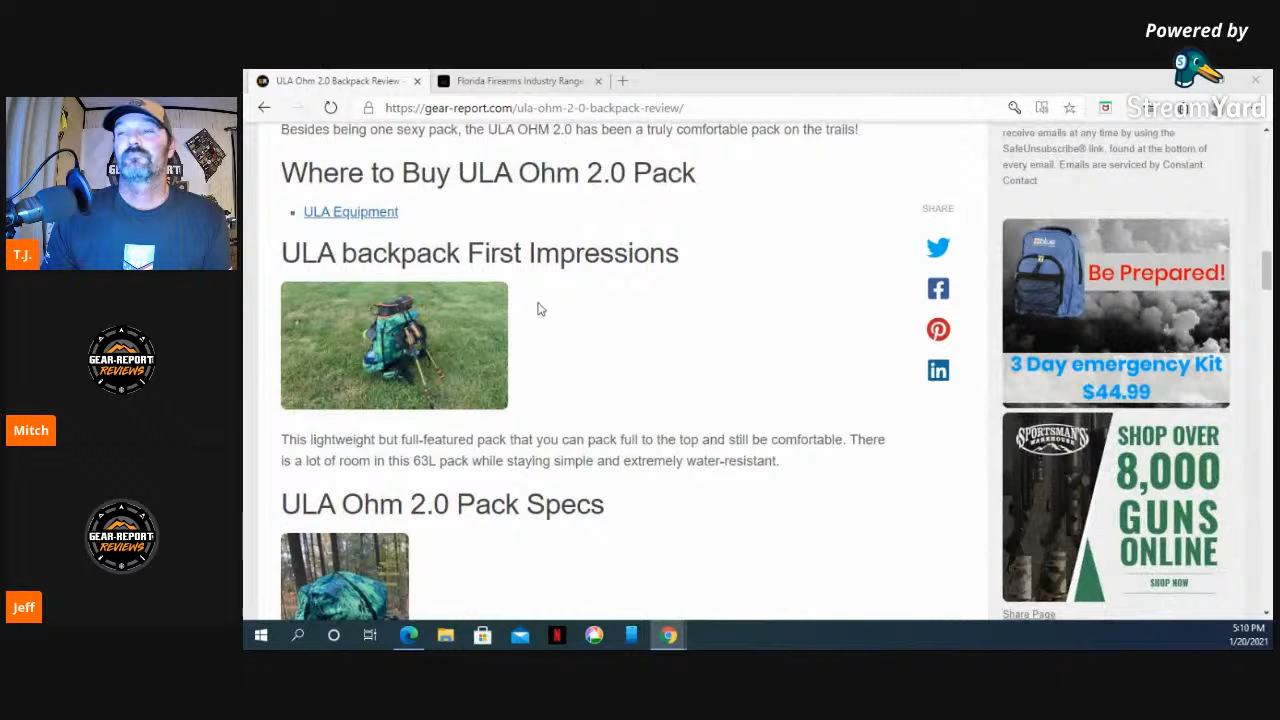 Powered by
StreamYard
ULA Ohm 2.0 Backpack Review -
Florida Firearms Industry Range
https://gear-report.com/ula-ohm-2-0-backpack-review/
Besides being one sexy pack, the ULA OHM 2.0 has been a truly comfortable pack on the trails!
Where to Buy ULA Ohm 2.0 Pack
ULA Equipment
ULA backpack First Impressions
This lightweight but full-featured pack that you can pack full to the top and still be comfortable. There
is a lot of room in this 63L pack while staying simple and extremely water-resistant.
ULA Ohm 2.0 Pack Specs
SHARE
receive emails at any time by using the
SafeUnsubscribe® link, found at the bottom of
every email. Emails are serviced by Constant
Contact
Be Prepared!
3 Day emergency Kit
$44.99
SPORTSMAN'S
WAREHOUSE
SHOP OVER
8,000
GUNS
ONLINE
SHOP NOW
Share Page
T.J.
GEAR-REPORT
REVIEWS
Mitch
GEAR-REPORT
REVIEWS
Jeff
5:10 PM
1/20/2021